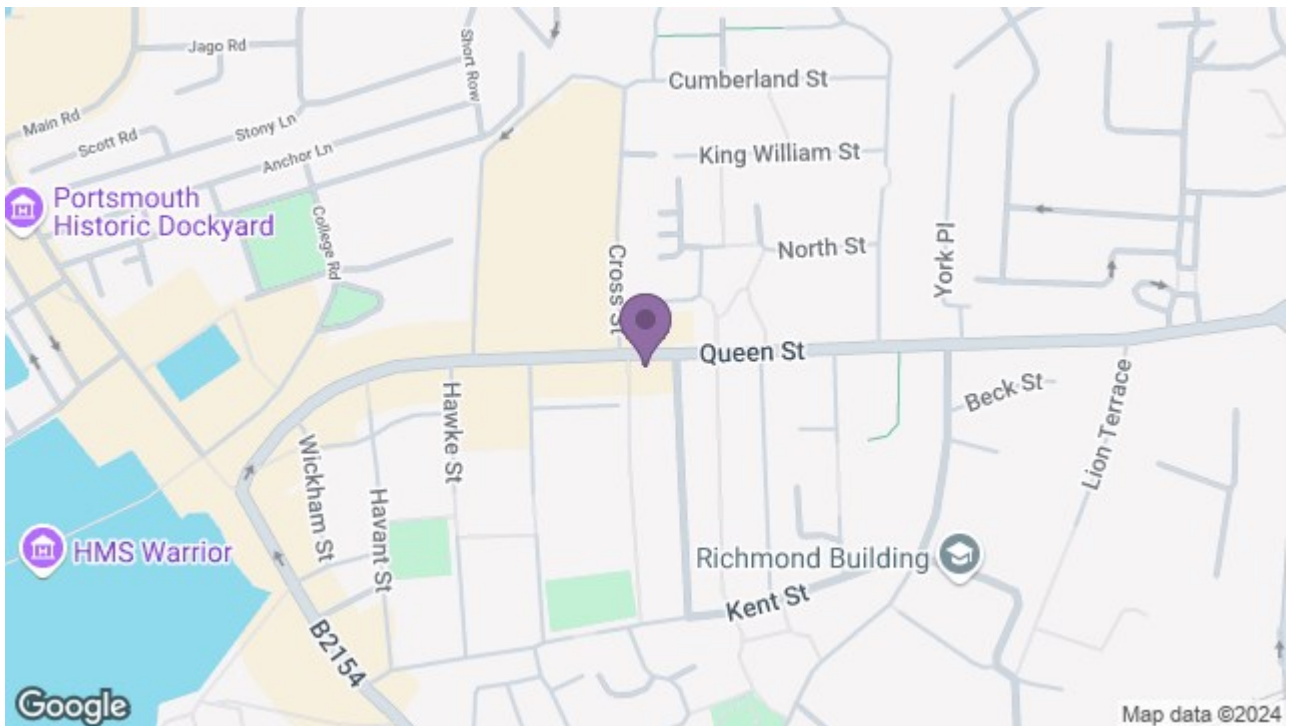 Jago Rd
Short Row
Cumberland St
Main Rd
Scott Rd
Stony Ln
Anchor Ln
King William St
Portsmouth
Historic Dockyard
College Rd
Cross St
North St
York Pl
Queen St
Hawke St
Beck St
Lion Terrace
Wickham St
Havant St
HMS Warrior
Richmond Building
Kent St
B2154
Google
Map data ©2024